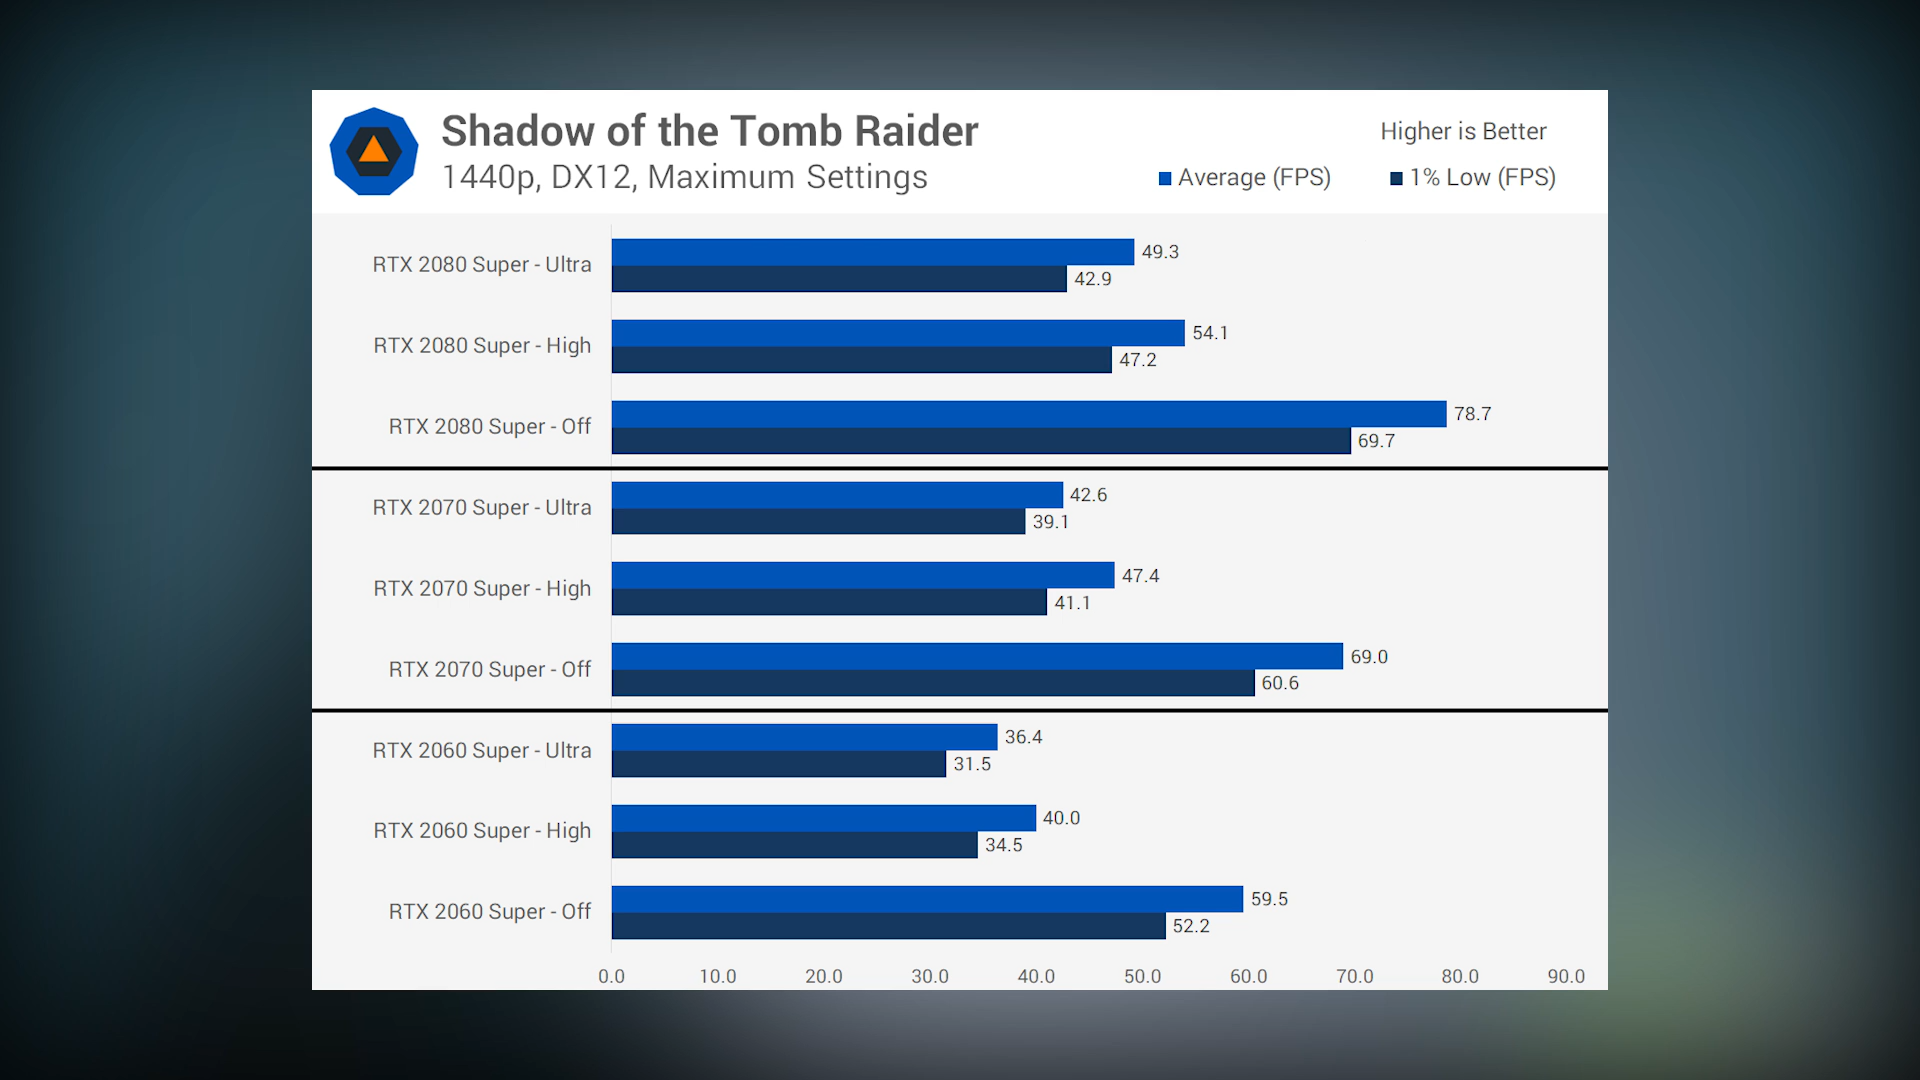 Shadow of the Tomb Raider
1440p, DX12, Maximum Settings
Higher is Better
Average (FPS)
1% Low (FPS)
RTX 2080 Super - Ultra
49.3
42.9
RTX 2080 Super - High
54.1
47.2
RTX 2080 Super - Off
78.7
69.7
RTX 2070 Super - Ultra
42.6
39.1
RTX 2070 Super - High
47.4
41.1
RTX 2070 Super - Off
69.0
60.6
RTX 2060 Super - Ultra
36.4
31.5
RTX 2060 Super - High
40.0
34.5
RTX 2060 Super - Off
59.5
52.2
0.0 10.0 20.0 30.0 40.0 50.0 60.0 70.0 80.0 90.0